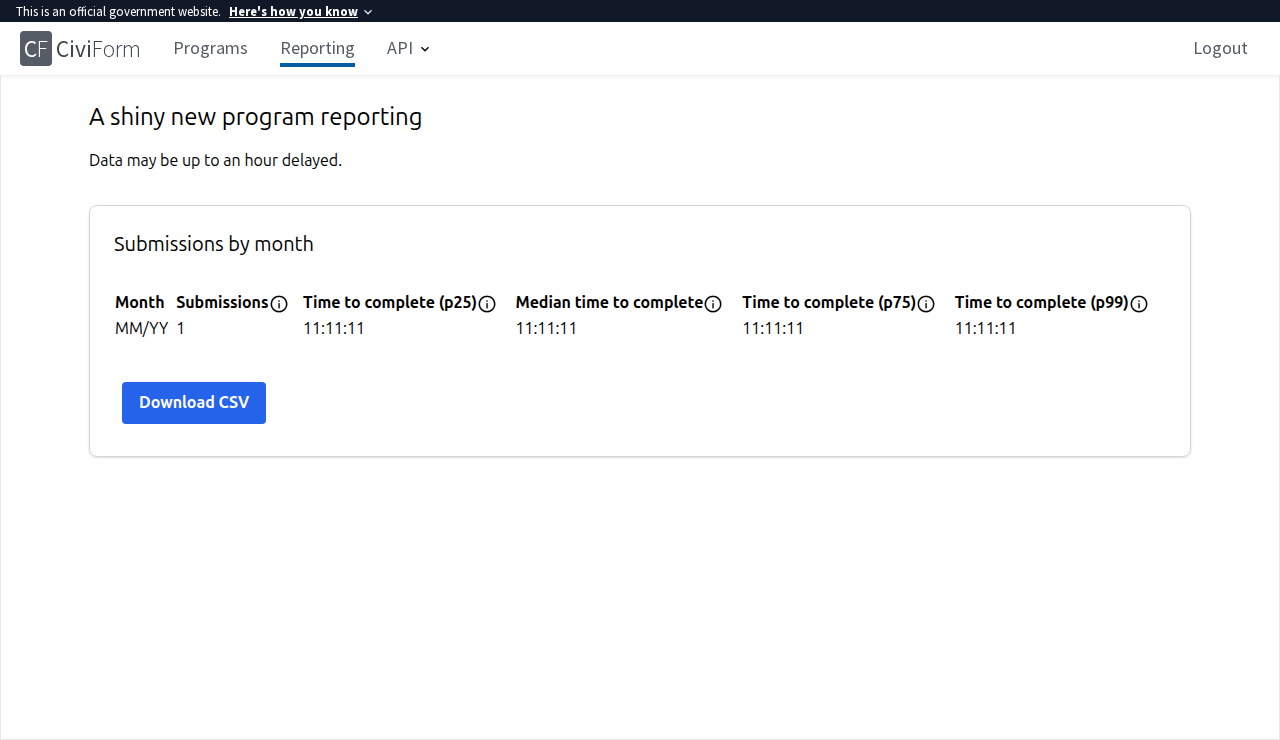 This is an official government website. Here's how you know
CF CiviForm Programs Reporting API Logout
A shiny new program reporting
Data may be up to an hour delayed.
Submissions by month
Month Submissions Time to complete (p25) Median time to complete Time to complete (p75) Time to complete (p99)
MM/YY 1 11:11:11 11:11:11 11:11:11 11:11:11
Download CSV